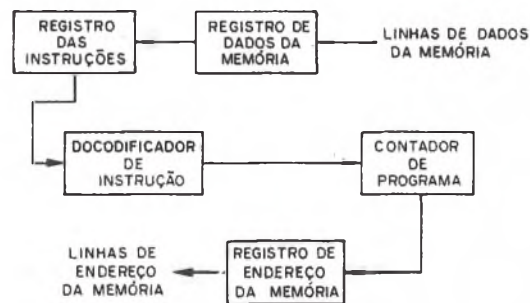 REGISTRO
DAS
INSTRUÇÕES
REGISTRO DE
DADOS DA
MEMÓRIA
LINHAS DE DADOS
DA MEMÓRIA
DOCODIFICADOR
DE
INSTRUÇÃO
CONTADOR
DE
PROGRAMA
LINHAS DE
ENDEREÇO
DA MEMÓRIA
REGISTRO DE
ENDEREÇO
DA MEMÓRIA